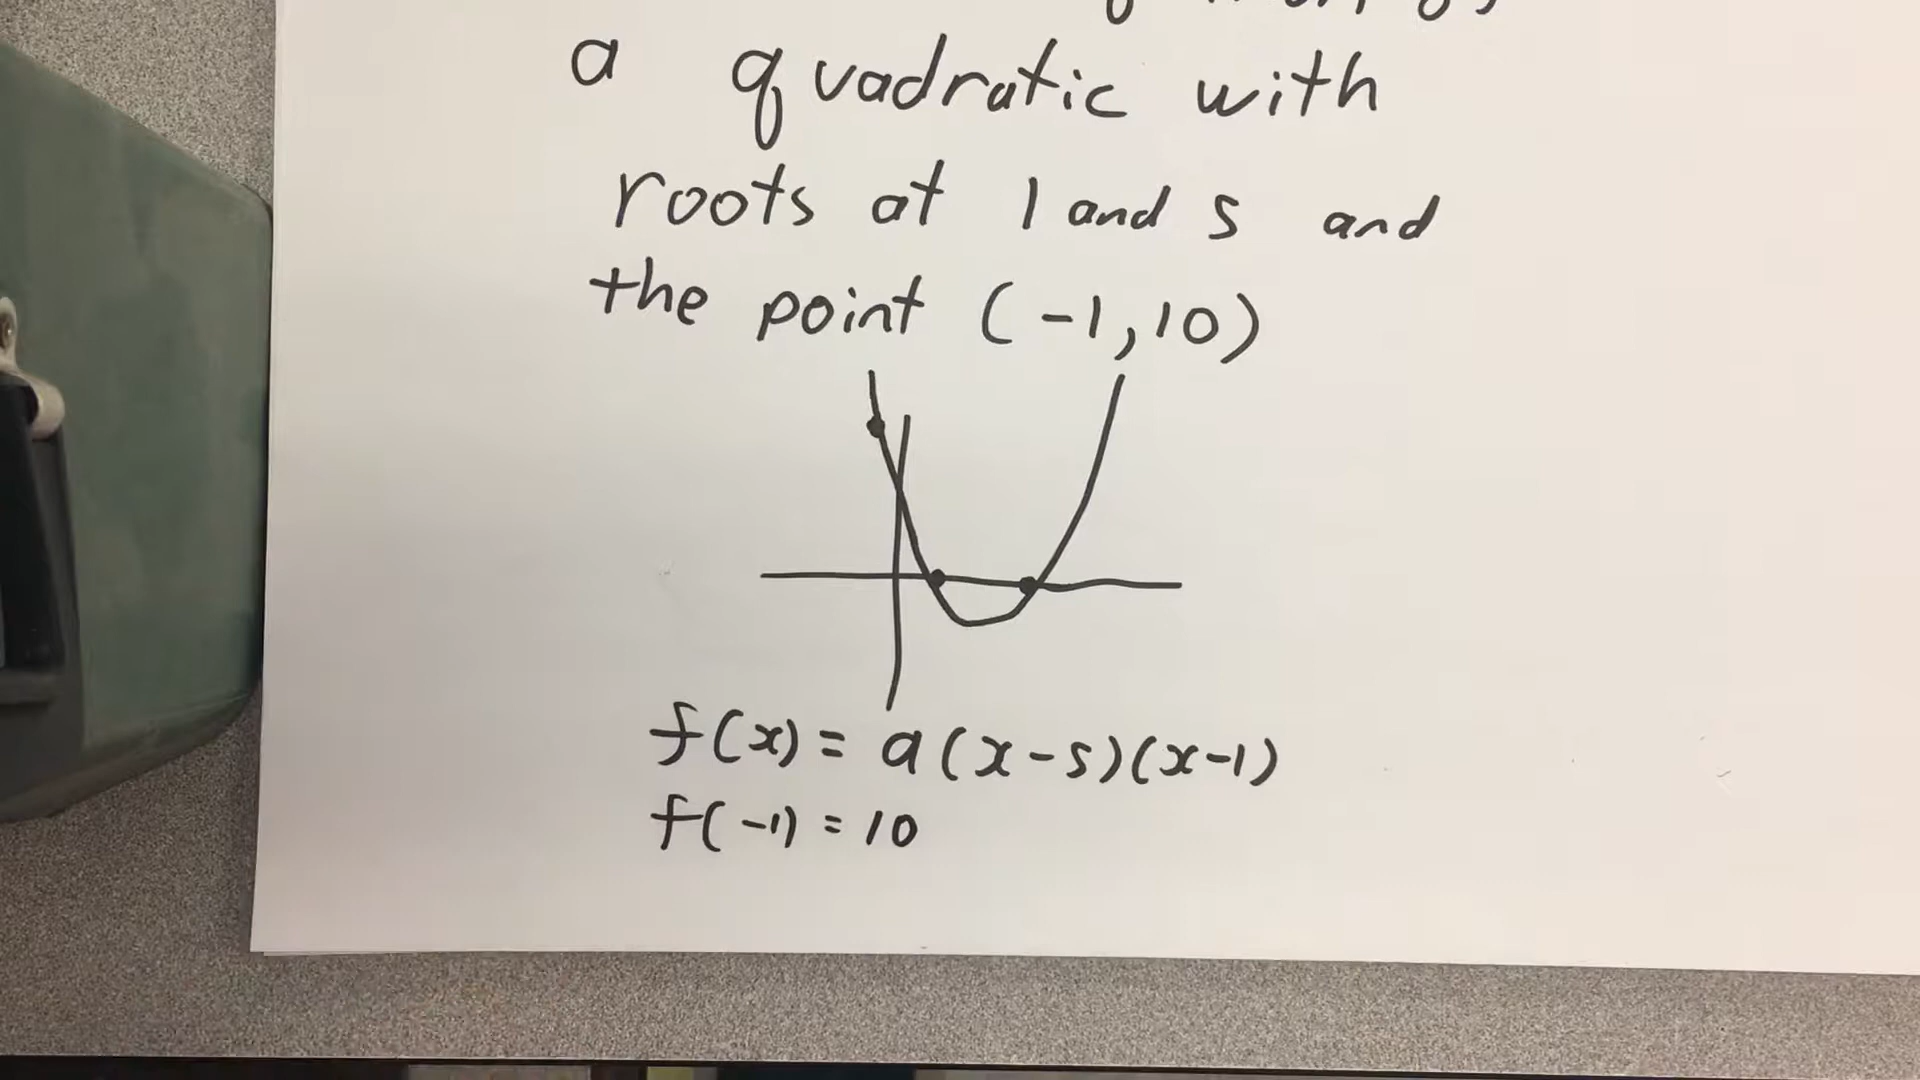 a quadratic with
roots at 1 and 5 and
the point (-1,10)
f(x) = a(x-5)(x-1)
f(-1) = 10